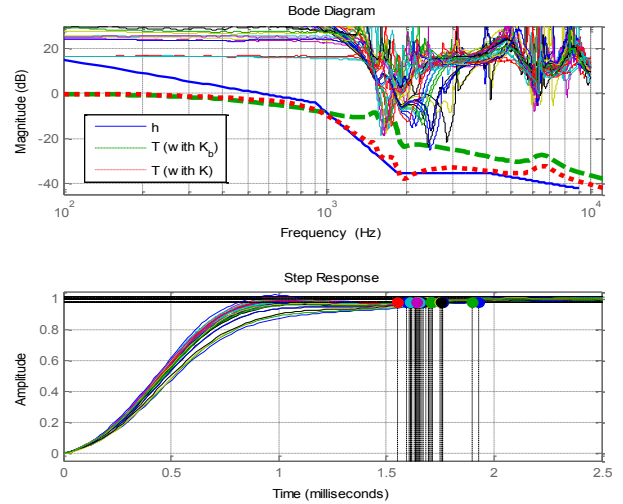 Bode Diagram
Magnitude (dB)
20
0
-20
-40
h
T (with K_b)
T (with K)
10^2
10^3
10^4
Frequency (Hz)
Step Response
Amplitude
1
0.8
0.6
0.4
0.2
0
0
0.5
1
1.5
2
2.5
Time (milliseconds)